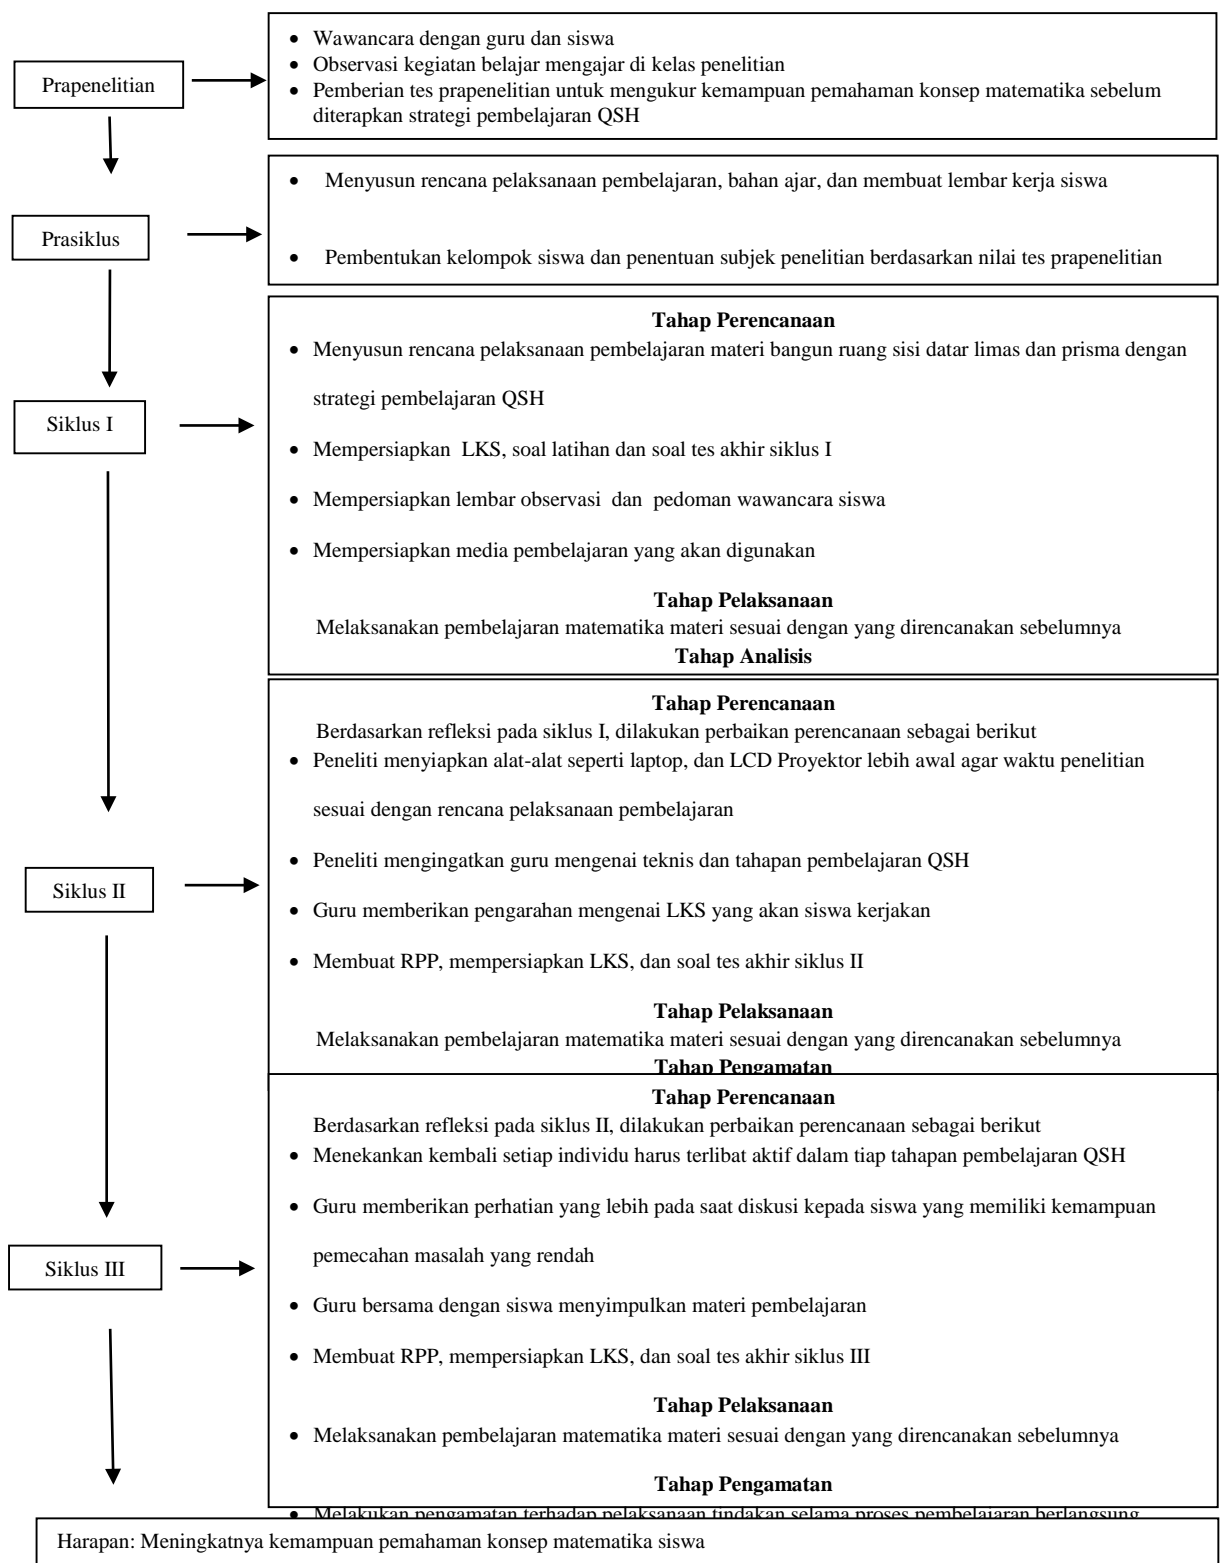 Prapenelitian
• Wawancara dengan guru dan siswa
• Observasi kegiatan belajar mengajar di kelas penelitian
• Pemberian tes prapenelitian untuk mengukur kemampuan pemahaman konsep matematika sebelum
diterapkan strategi pembelajaran QSH
Prasiklus
• Menyusun rencana pelaksanaan pembelajaran, bahan ajar, dan membuat lembar kerja siswa
• Pembentukan kelompok siswa dan penentuan subjek penelitian berdasarkan nilai tes prapenelitian
Siklus I
Tahap Perencanaan
• Menyusun rencana pelaksanaan pembelajaran materi bangun ruang sisi datar limas dan prisma dengan
strategi pembelajaran QSH
• Mempersiapkan LKS, soal latihan dan soal tes akhir siklus I
• Mempersiapkan lembar observasi dan pedoman wawancara siswa
• Mempersiapkan media pembelajaran yang akan digunakan
Tahap Pelaksanaan
Melaksanakan pembelajaran matematika materi sesuai dengan yang direncanakan sebelumnya
Tahap Analisis
Siklus II
Tahap Perencanaan
Berdasarkan refleksi pada siklus I, dilakukan perbaikan perencanaan sebagai berikut
• Peneliti menyiapkan alat-alat seperti laptop, dan LCD Proyektor lebih awal agar waktu penelitian
sesuai dengan rencana pelaksanaan pembelajaran
• Peneliti mengingatkan guru mengenai teknis dan tahapan pembelajaran QSH
• Guru memberikan pengarahan mengenai LKS yang akan siswa kerjakan
• Membuat RPP, mempersiapkan LKS, dan soal tes akhir siklus II
Tahap Pelaksanaan
Melaksanakan pembelajaran matematika materi sesuai dengan yang direncanakan sebelumnya
Tahap Pengamatan
Siklus III
Tahap Perencanaan
Berdasarkan refleksi pada siklus II, dilakukan perbaikan perencanaan sebagai berikut
• Menekankan kembali setiap individu harus terlibat aktif dalam tiap tahapan pembelajaran QSH
• Guru memberikan perhatian yang lebih pada saat diskusi kepada siswa yang memiliki kemampuan
pemecahan masalah yang rendah
• Guru bersama dengan siswa menyimpulkan materi pembelajaran
• Membuat RPP, mempersiapkan LKS, dan soal tes akhir siklus III
Tahap Pelaksanaan
• Melaksanakan pembelajaran matematika materi sesuai dengan yang direncanakan sebelumnya
Tahap Pengamatan
• Melakukan pengamatan terhadap pelaksanaan tindakan selama proses pembelajaran berlangsung
Harapan: Meningkatnya kemampuan pemahaman konsep matematika siswa